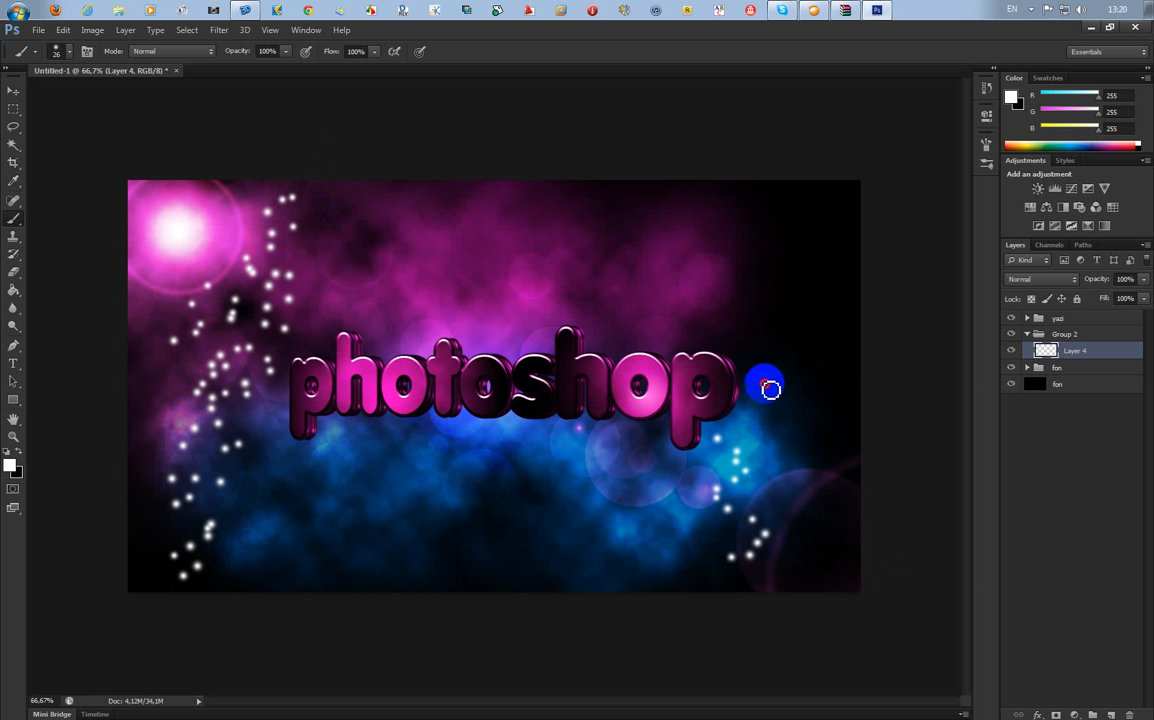 EN
13:20
Ps File Edit Image Layer Type Select Filter 3D View Window Help
26 Mode: Normal Opacity: 100% Flow: 100% Essentials
Untitled-1 @ 66,7% (Layer 4, RGB/8) * ×
Color Swatches
R 255
G 255
B 255
Adjustments Styles
Add an adjustment
Layers Channels Paths
Kind
Normal Opacity: 100%
Lock: Fill: 100%
yazi
Group 2
Layer 4
fon
fon
photoshop
66,67% Doc: 4,12M/34,1M
Mini Bridge Timeline